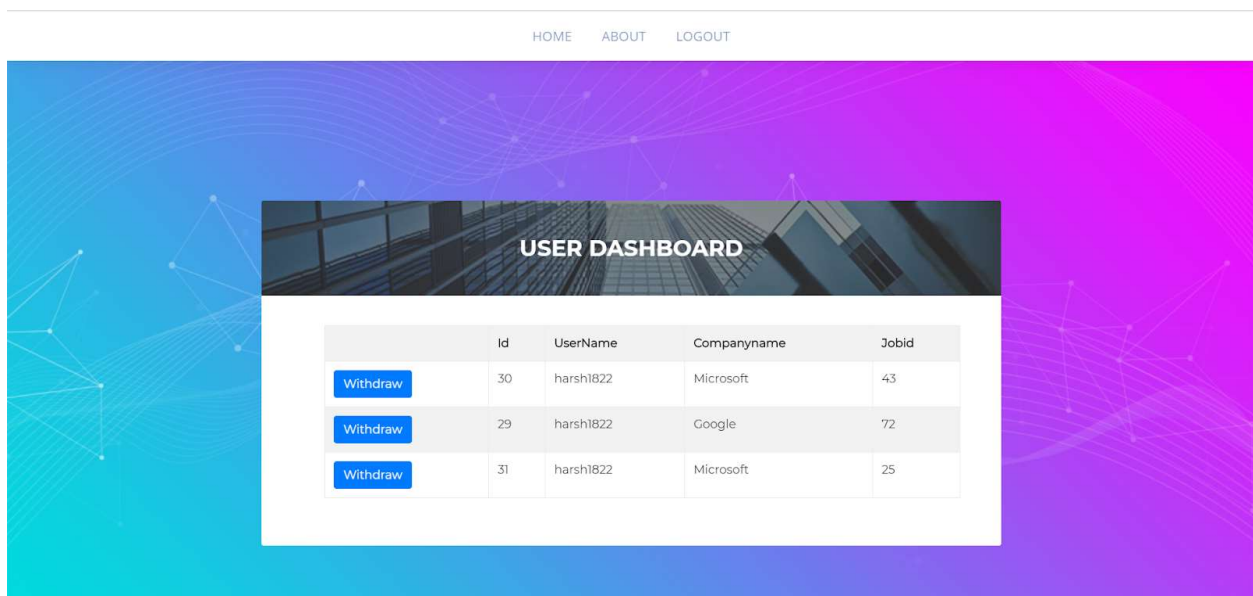 HOME ABOUT LOGOUT
USER DASHBOARD
Id UserName Companyname Jobid
Withdraw 30 harsh1822 Microsoft 43
Withdraw 29 harsh1822 Google 72
Withdraw 31 harsh1822 Microsoft 25